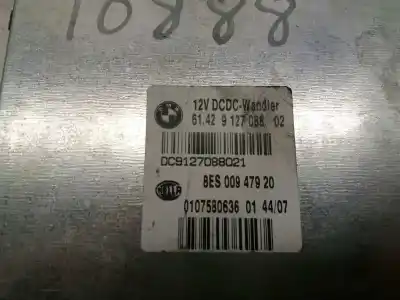 10888
12V DCDC-Wandler
61.42 9 127 088 02
DC9127088021
HELLA 8ES 009 479 20
0107580636 01 44/07